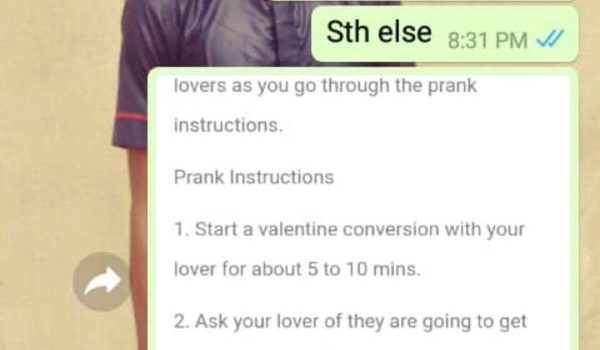 Sth else 8:31 PM
lovers as you go through the prank
instructions.
Prank Instructions
1. Start a valentine conversion with your
lover for about 5 to 10 mins.
2. Ask your lover of they are going to get